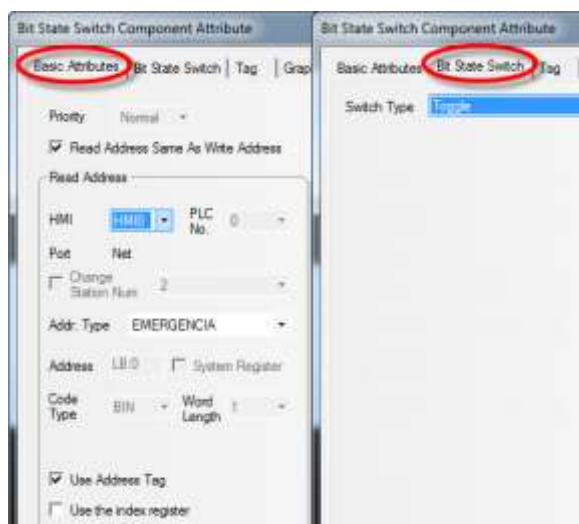 Bit State Switch Component Attribute
Basic Attributes Bit State Switch Tag Grap
Priority Normal
Read Address Same As Write Address
Read Address
HMI HMI0 PLC No. 0
Port Net
Change Station Num 2
Addr. Type EMERGENCIA
Address LB:0 System Register
Code Type BIN Word Length 1
Use Address Tag
Use the index register
Bit State Switch Component Attribute
Basic Attributes Bit State Switch Tag
Switch Type Toggle